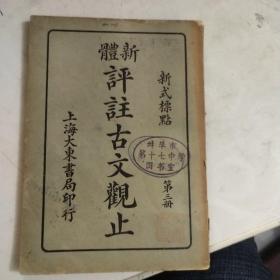 新式標點
新體
評註古文觀止
第三册
上海大東書局印行